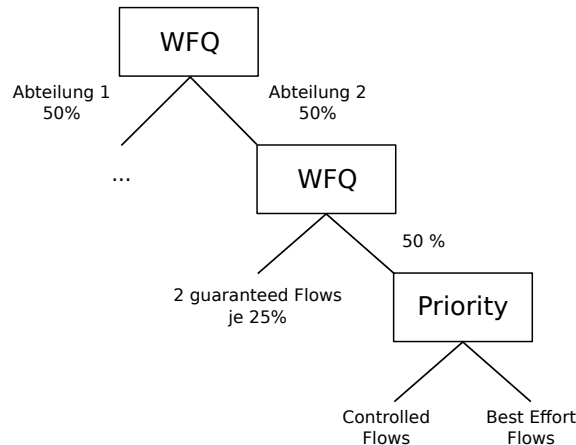 WFQ
Abteilung 1
50%
Abteilung 2
50%
...
WFQ
50 %
2 guaranteed Flows
je 25%
Priority
Controlled
Flows
Best Effort
Flows